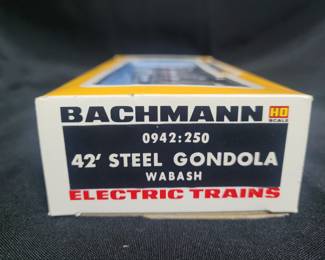 BACHMANN HO
SCALE
0942:250
42' STEEL GONDOLA
WABASH
ELECTRIC TRAINS